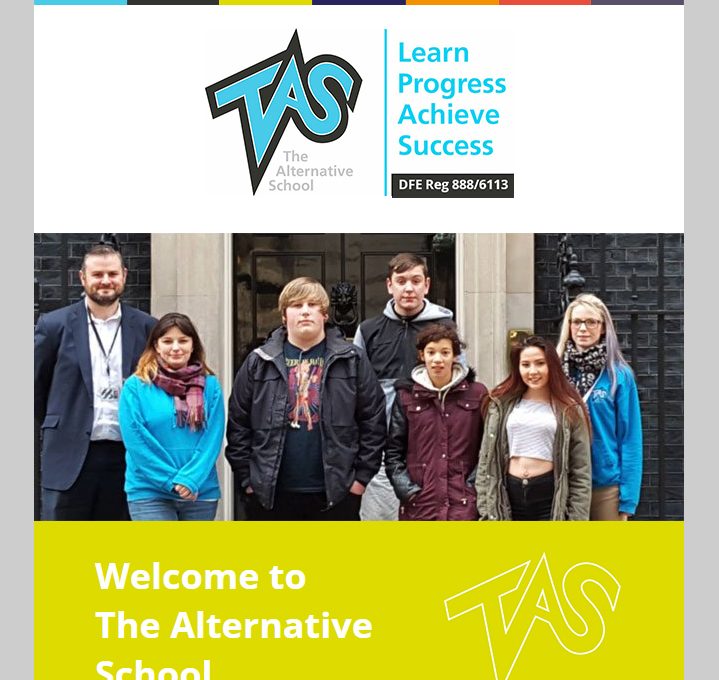 TAS
The
Alternative
School
Learn
Progress
Achieve
Success
DFE Reg 888/6113
Welcome to
The Alternative
School
TAS